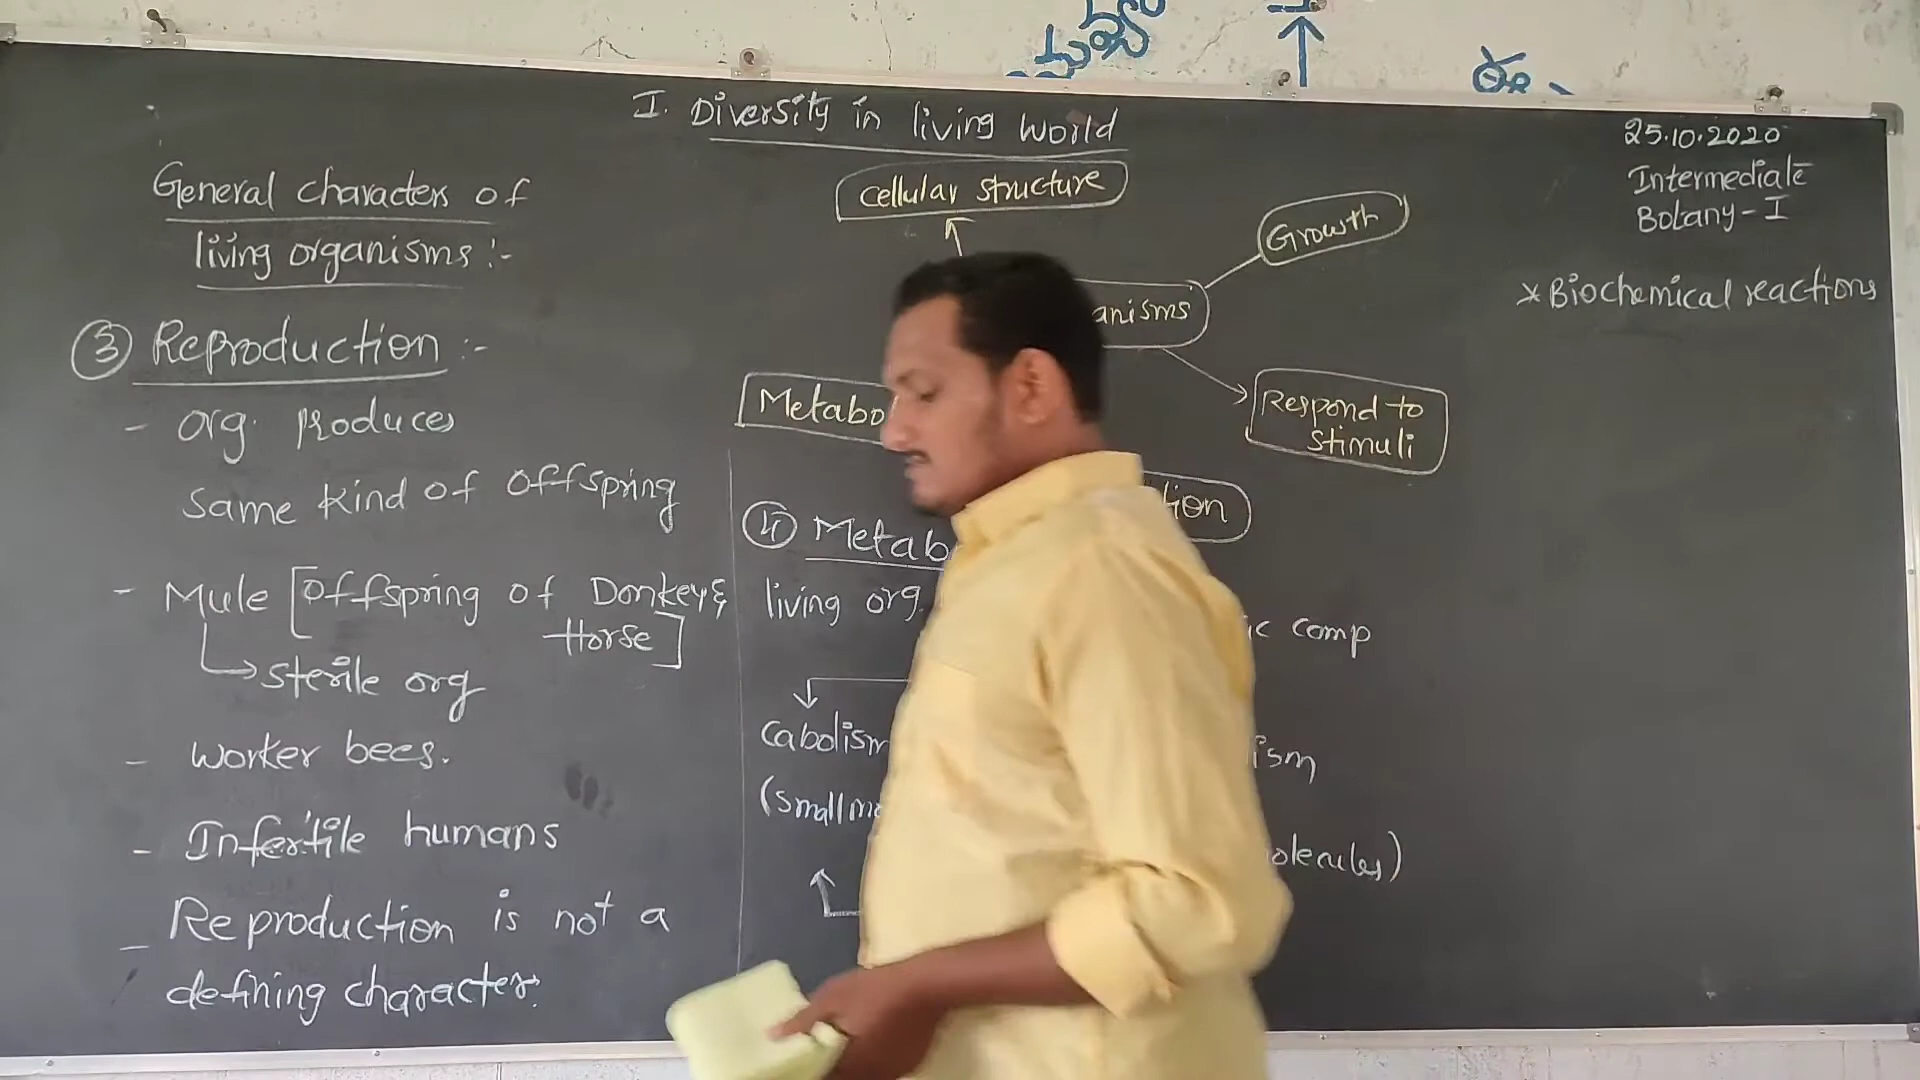 I. Diversity in living world
25.10.2020
Intermediate
Botany - I
General characters of
living organisms :-
③ Reproduction :-
- org. produces
same kind of offspring
- Mule [offspring of Donkey &
Horse]
sterile org
- worker bees.
- Infertile humans
- Reproduction is not a
defining character.
cellular structure
Growth
anisms
Metabo
Respond to
stimuli
tion
④ Metab
living org
ic comp
cabolism
ism
(small mo
olecules)
* Biochemical reactions